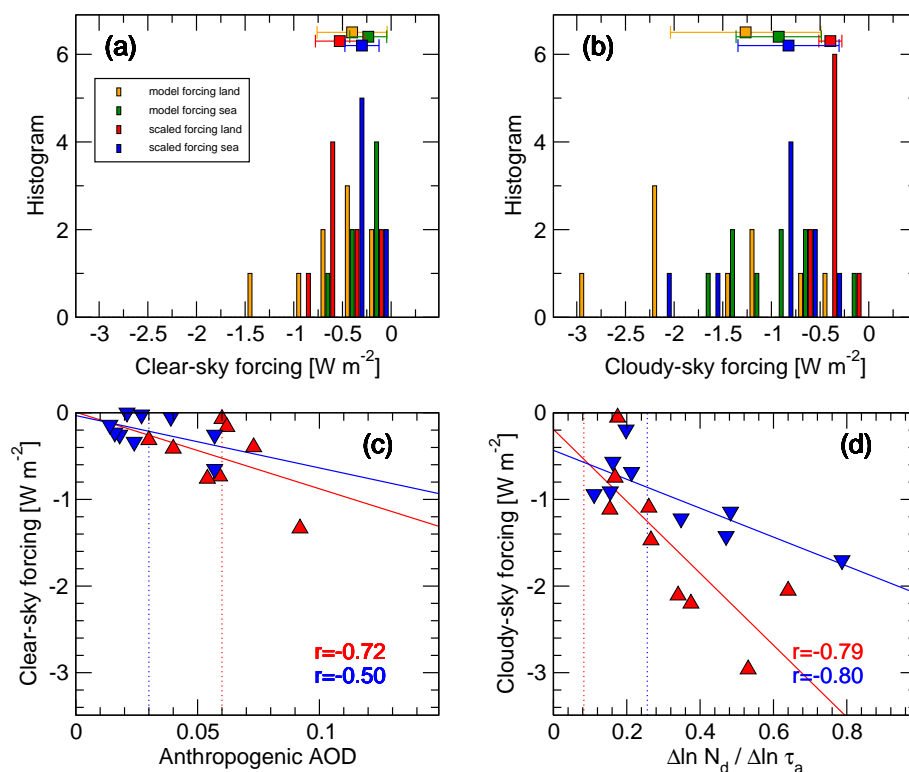 (a)
6
4
2
0
Histogram
model forcing land
model forcing sea
scaled forcing land
scaled forcing sea
-3 -2.5 -2 -1.5 -1 -0.5 0
Clear-sky forcing [W m-2]
(b)
6
4
2
0
Histogram
-3 -2.5 -2 -1.5 -1 -0.5 0
Cloudy-sky forcing [W m-2]
(c)
0
-1
-2
-3
Clear-sky forcing [W m-2]
r=-0.72
r=-0.50
0 0.05 0.1
Anthropogenic AOD
(d)
0
-1
-2
-3
Cloudy-sky forcing [W m-2]
r=-0.79
r=-0.80
0 0.2 0.4 0.6 0.8
Δln Nd / Δln τa